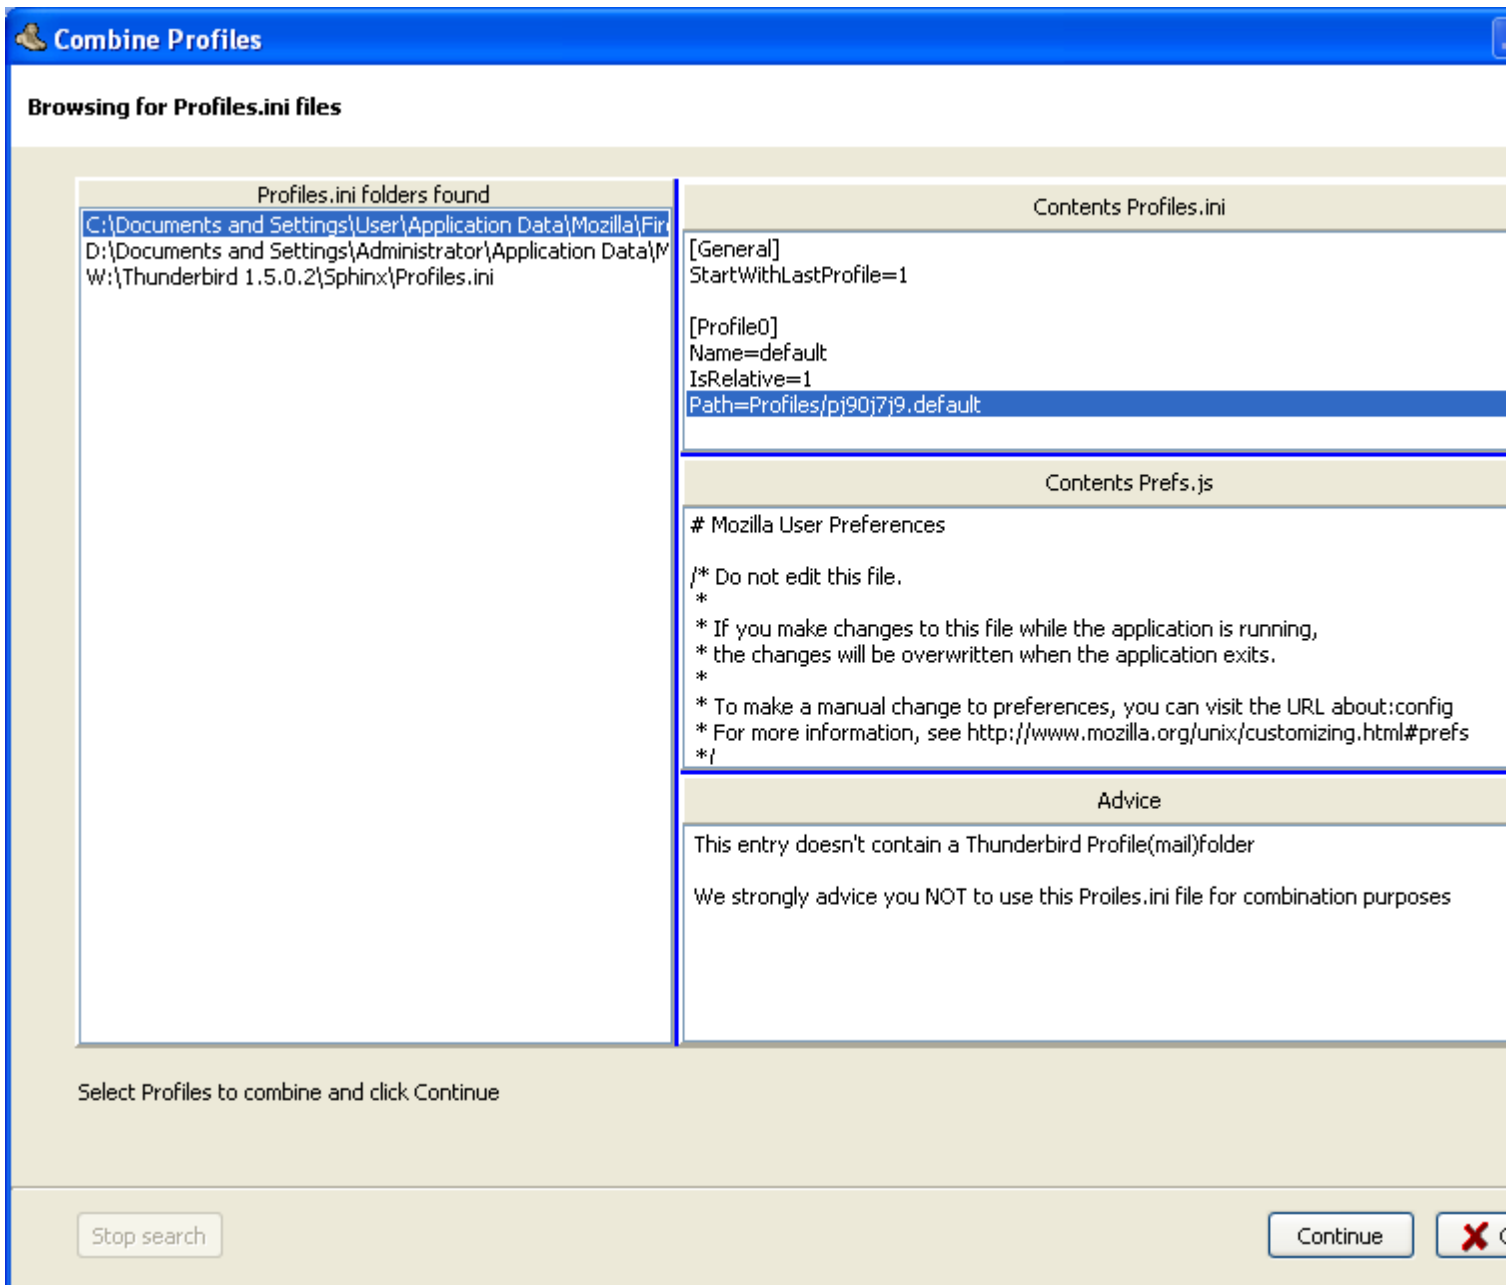 Combine Profiles
Browsing for Profiles.ini files
Profiles.ini folders found
C:\Documents and Settings\User\Application Data\Mozilla\Fire
D:\Documents and Settings\Administrator\Application Data\M
W:\Thunderbird 1.5.0.2\Sphinx\Profiles.ini
Contents Profiles.ini
[General]
StartWithLastProfile=1
[Profile0]
Name=default
IsRelative=1
Path=Profiles/pj90j7j9.default
Contents Prefs.js
# Mozilla User Preferences
/* Do not edit this file.
*
* If you make changes to this file while the application is running,
* the changes will be overwritten when the application exits.
*
* To make a manual change to preferences, you can visit the URL about:config
* For more information, see http://www.mozilla.org/unix/customizing.html#prefs
*/
Advice
This entry doesn't contain a Thunderbird Profile(mail)folder
We strongly advice you NOT to use this Proiles.ini file for combination purposes
Select Profiles to combine and click Continue
Stop search
Continue